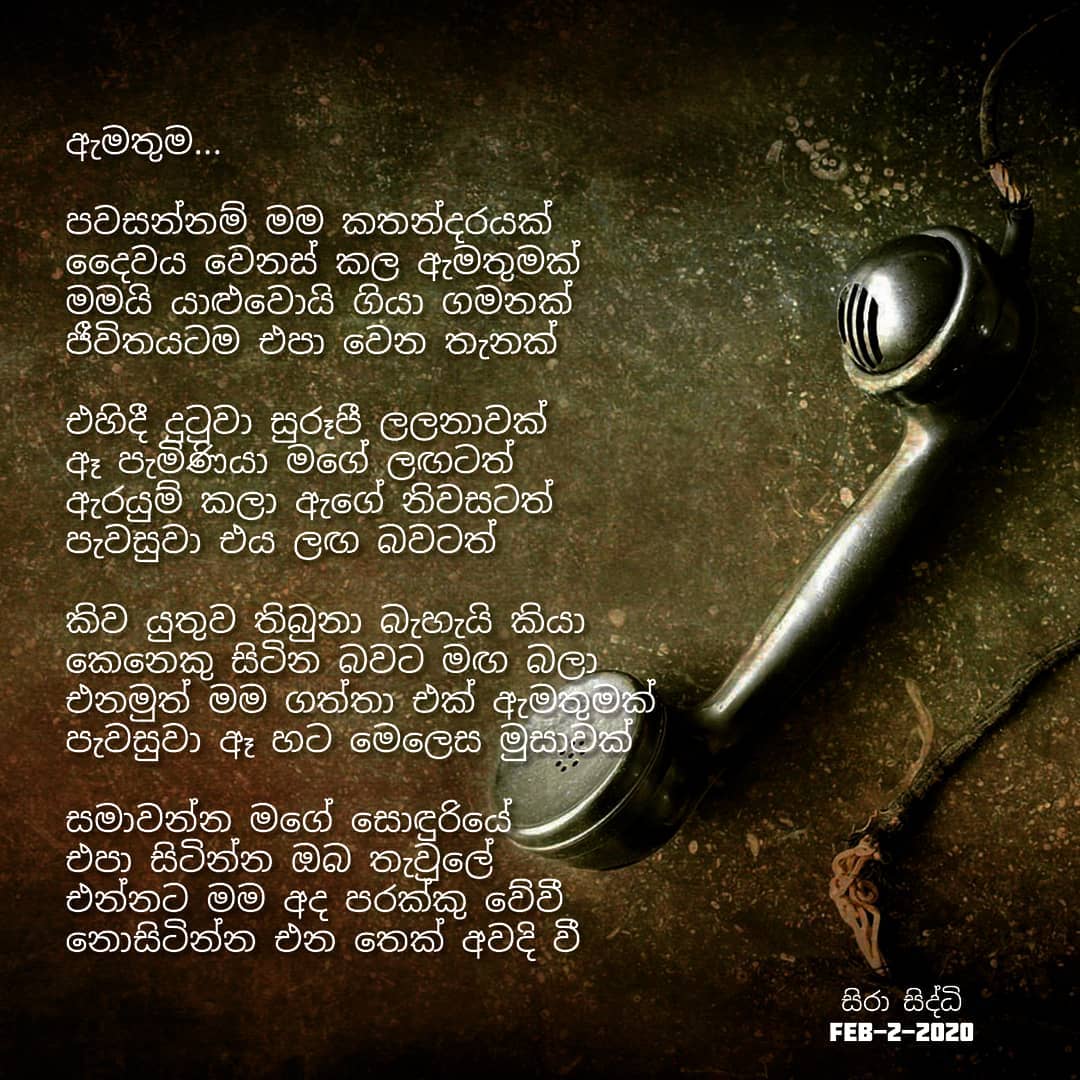 ඇමතුම...
පවසන්නම් මම කතන්දරයක්
දෛවය වෙනස් කල ඇමතුමක්
මමයි යාළුවොයි ගියා ගමනක්
ජීවිතයටම එපා වෙන තැනක්
එහිදී දුටුවා සුරූපී ලලනාවක්
ඈ පැමිණියා මගේ ලඟටත්
ඇරයුම් කලා ඇගේ නිවසටත්
පැවසුවා එය ලඟ බවටත්
කිව යුතුව තිබුනා බැහැයි කියා
කෙනෙකු සිටින බවට මඟ බලා
එනමුත් මම ගත්තා එක් ඇමතුමක්
පැවසුවා ඈ හට මෙලෙස මුසාවක්
සමාවන්න මගේ සොඳුරියේ
එපා සිටින්න ඔබ තැවුලේ
එන්නට මම අද පරක්කු වේවී
නොසිටින්න එන තෙක් අවදි වී
සිරා සිද්ධි
FEB-2-2020